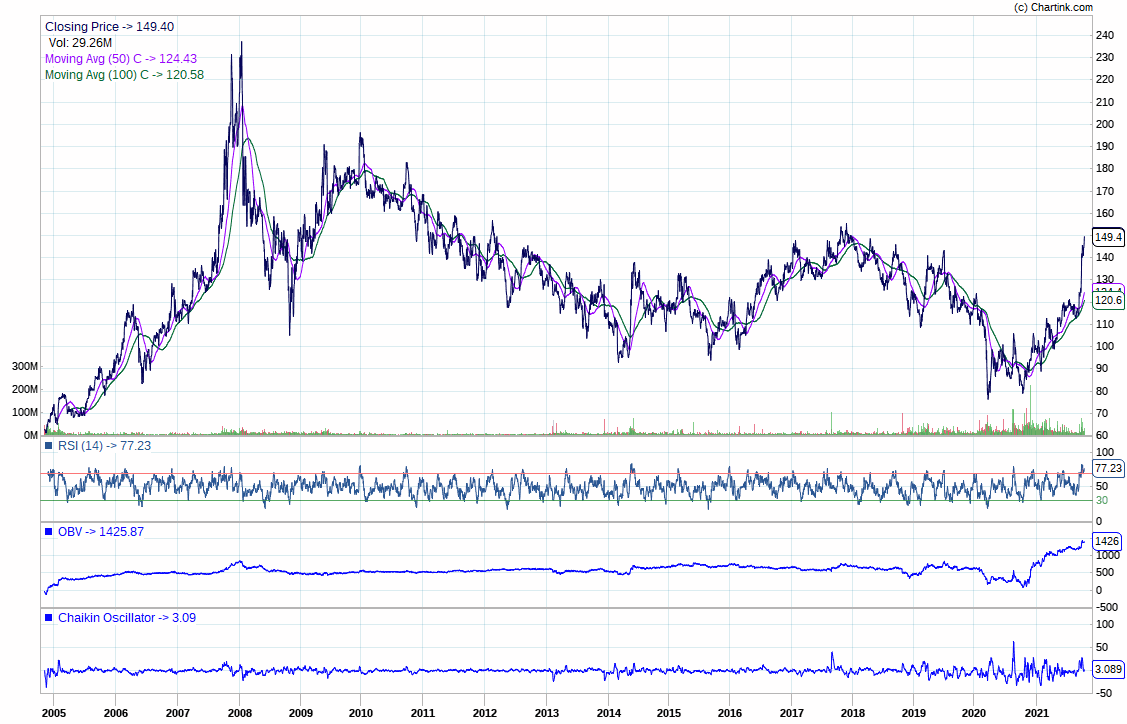 (c) Chartink.com
Closing Price -> 149.40
Vol: 29.26M
Moving Avg (50) C -> 124.43
Moving Avg (100) C -> 120.58
240
230
220
210
200
190
180
170
160
149.4
140
130
120.6
110
100
90
80
70
60
300M
200M
100M
0M
RSI (14) -> 77.23
100
77.23
50
30
0
OBV -> 1425.87
1426
1000
500
0
-500
Chaikin Oscillator -> 3.09
100
50
3.089
-50
2005 2006 2007 2008 2009 2010 2011 2012 2013 2014 2015 2016 2017 2018 2019 2020 2021